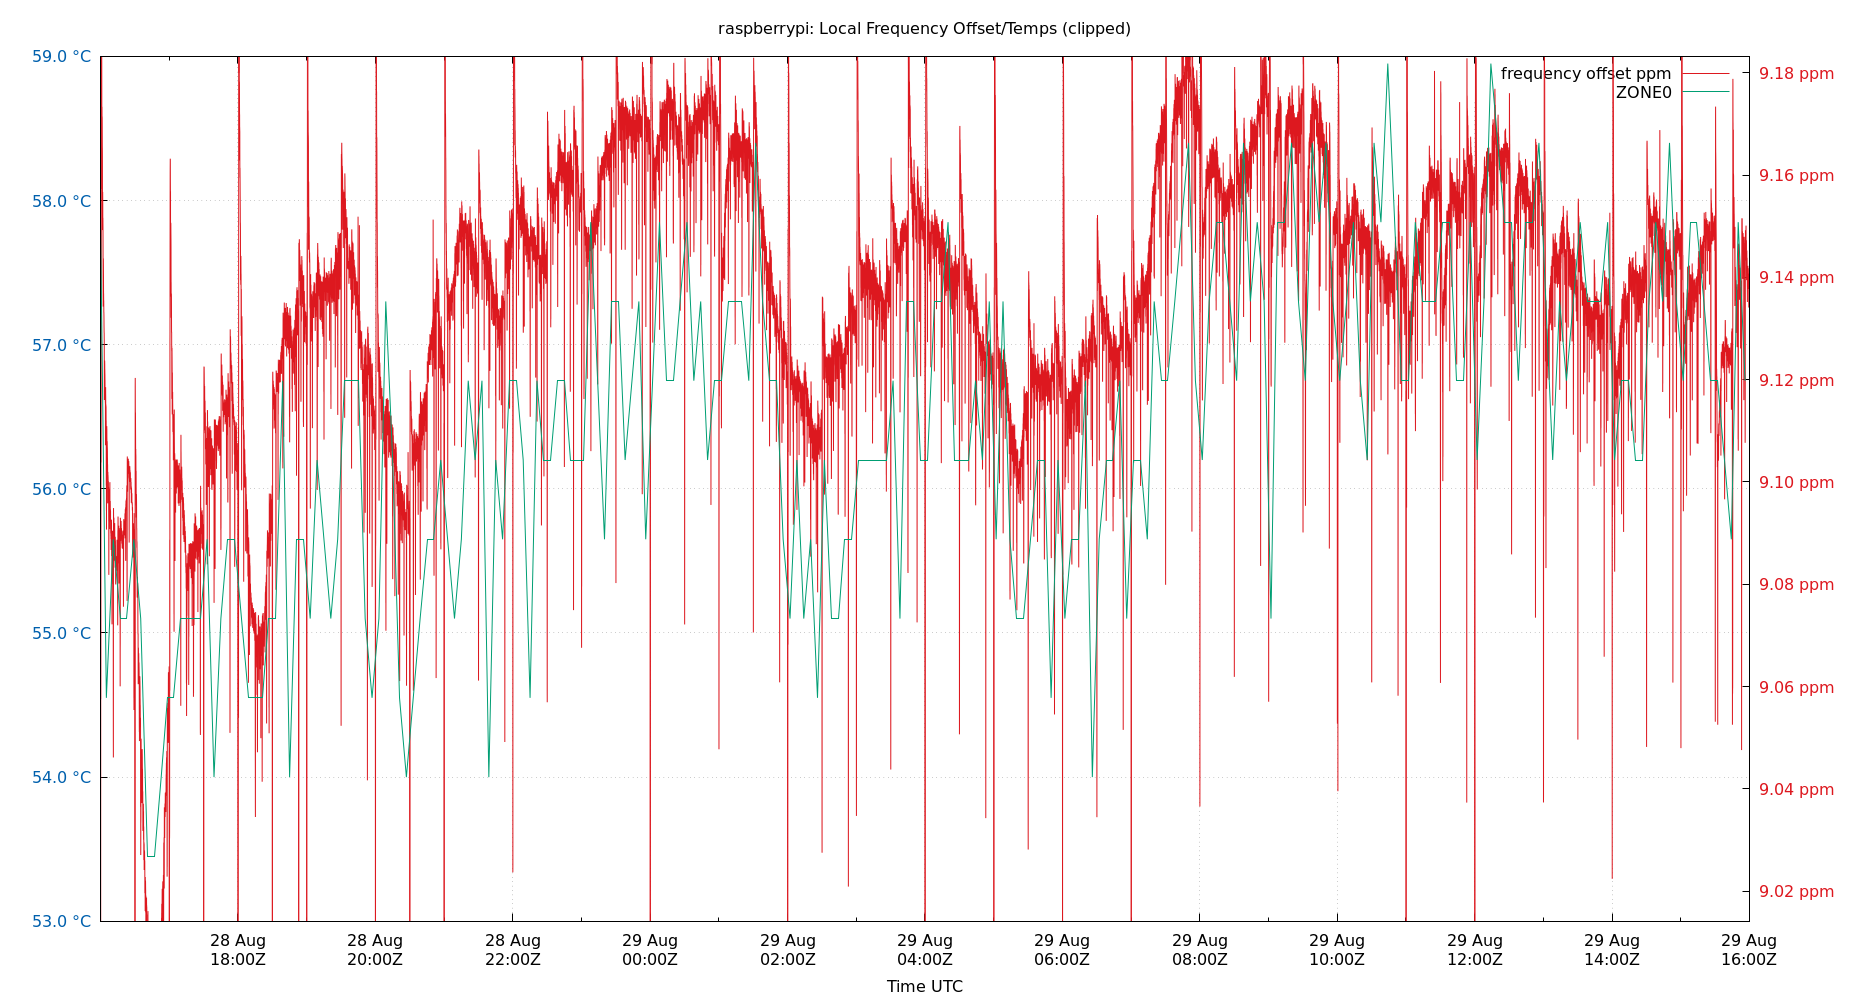 raspberrypi: Local Frequency Offset/Temps (clipped)
59.0 °C
58.0 °C
57.0 °C
56.0 °C
55.0 °C
54.0 °C
53.0 °C
frequency offset ppm
ZONE0
9.18 ppm
9.16 ppm
9.14 ppm
9.12 ppm
9.10 ppm
9.08 ppm
9.06 ppm
9.04 ppm
9.02 ppm
28 Aug
18:00Z
28 Aug
20:00Z
28 Aug
22:00Z
29 Aug
00:00Z
29 Aug
02:00Z
29 Aug
04:00Z
29 Aug
06:00Z
29 Aug
08:00Z
29 Aug
10:00Z
29 Aug
12:00Z
29 Aug
14:00Z
29 Aug
16:00Z
Time UTC